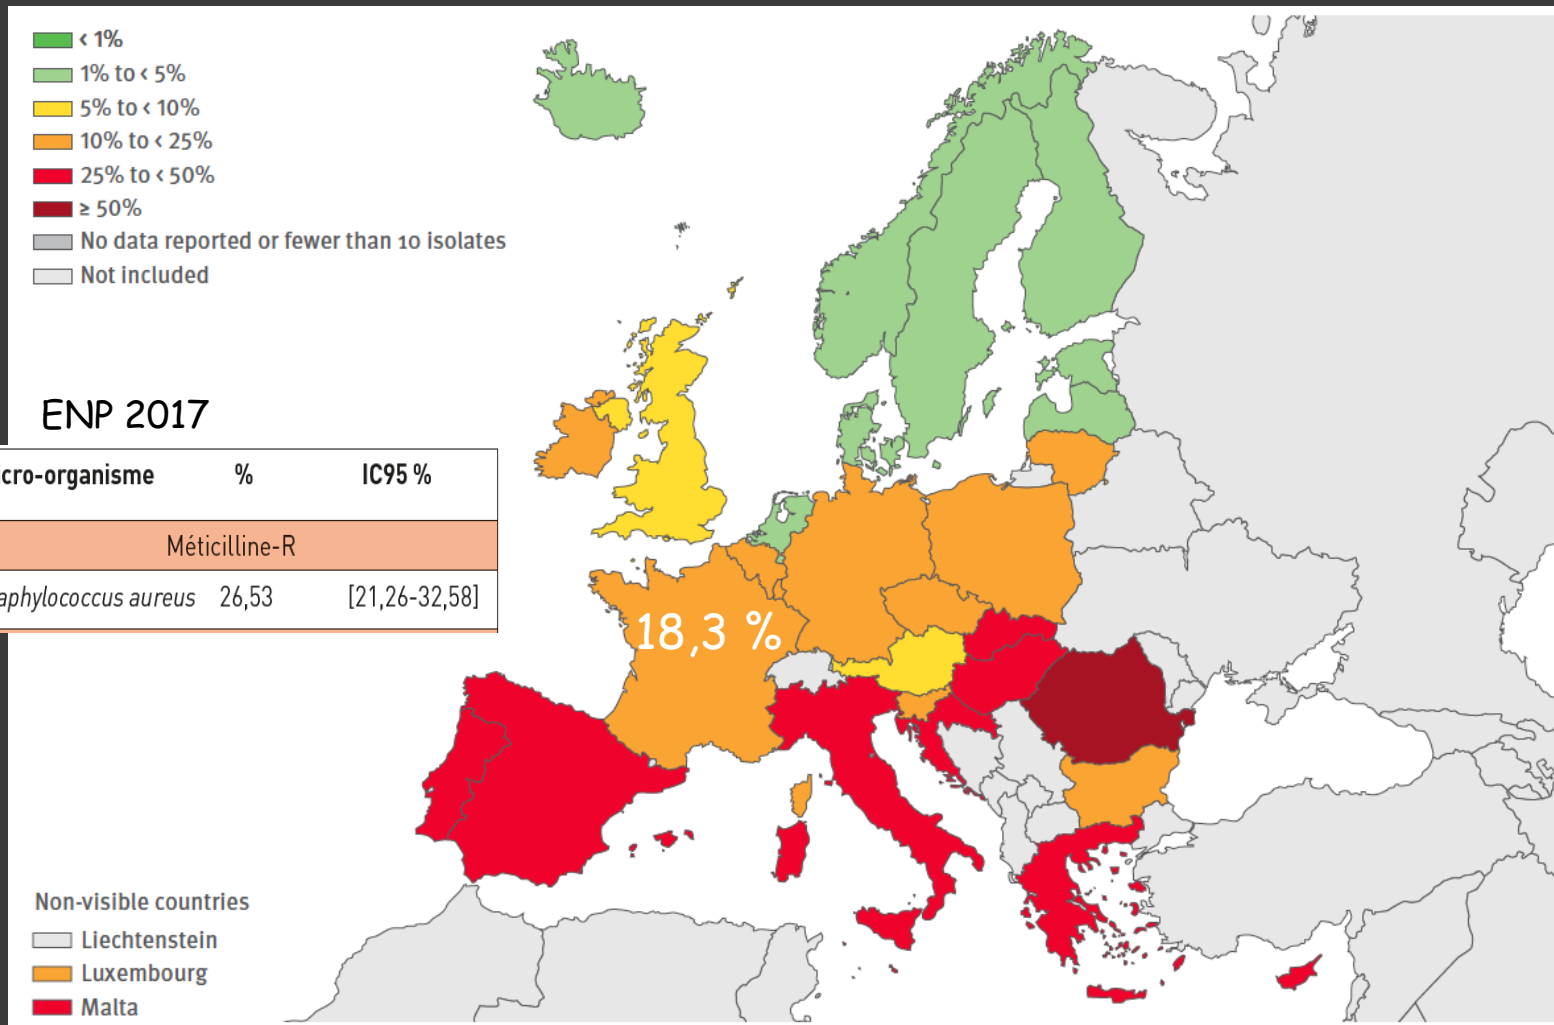 < 1%
1% to < 5%
5% to < 10%
10% to < 25%
25% to < 50%
≥ 50%
No data reported or fewer than 10 isolates
Not included
ENP 2017
cro-organisme % IC95 %
Méticilline-R
aphylococcus aureus 26,53 [21,26-32,58]
18,3 %
Non-visible countries
Liechtenstein
Luxembourg
Malta